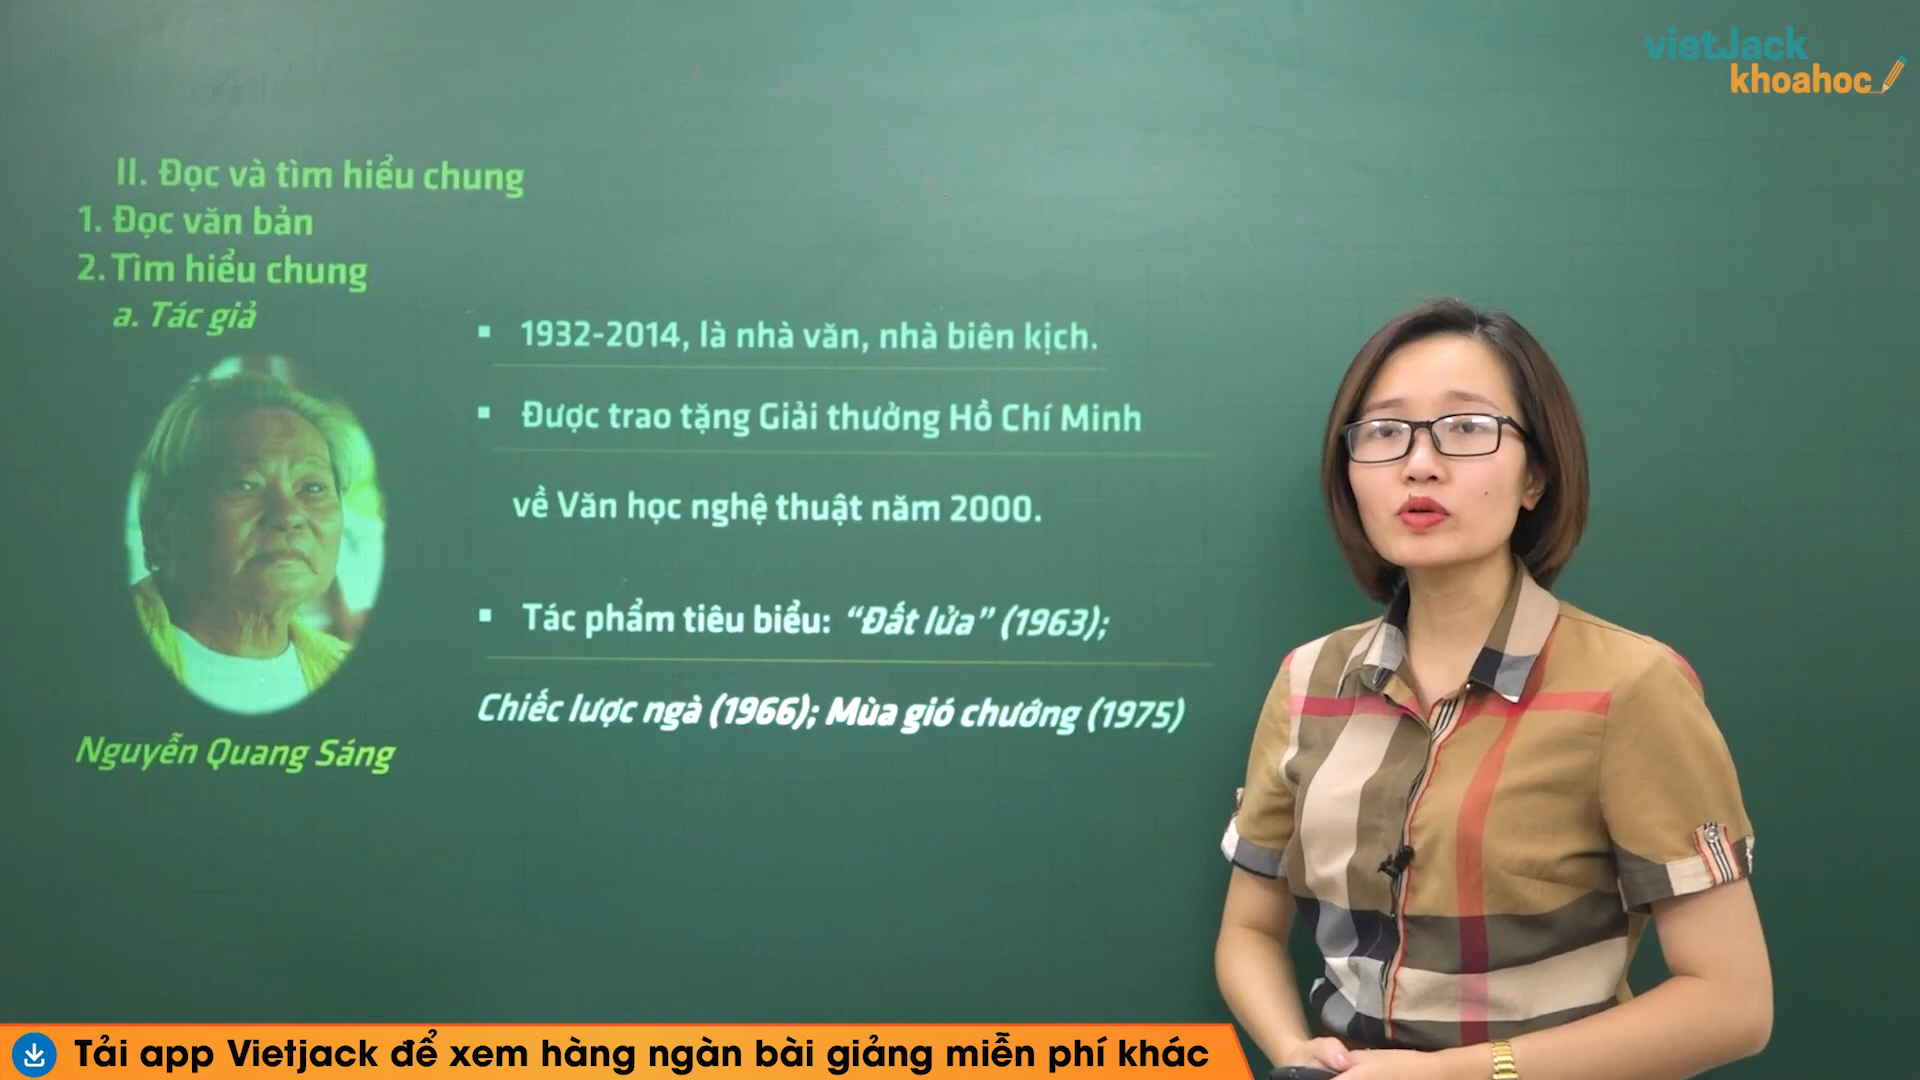 vietJack
khoahoc
II. Đọc và tìm hiểu chung
1. Đọc văn bản
2. Tìm hiểu chung
a. Tác giả
▪ 1932-2014, là nhà văn, nhà biên kịch.
▪ Được trao tặng Giải thưởng Hồ Chí Minh
về Văn học nghệ thuật năm 2000.
▪ Tác phẩm tiêu biểu: “Đất lửa” (1963);
Chiếc lược ngà (1966); Mùa gió chướng (1975)
Nguyễn Quang Sáng
Tải app Vietjack để xem hàng ngàn bài giảng miễn phí khác